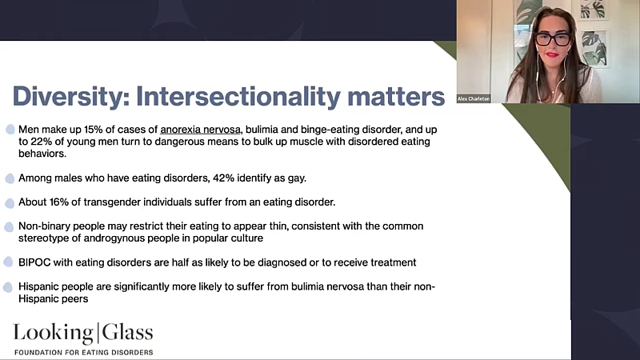 Diversity: Intersectionality matters
Men make up 15% of cases of anorexia nervosa, bulimia and binge-eating disorder, and up
to 22% of young men turn to dangerous means to bulk up muscle with disordered eating
behaviors.
Among males who have eating disorders, 42% identify as gay.
About 16% of transgender individuals suffer from an eating disorder.
Non-binary people may restrict their eating to appear thin, consistent with the common
stereotype of androgynous people in popular culture
BIPOC with eating disorders are half as likely to be diagnosed or to receive treatment
Hispanic people are significantly more likely to suffer from bulimia nervosa than their non-
Hispanic peers
Looking|Glass
FOUNDATION FOR EATING DISORDERS
Alex Charleton